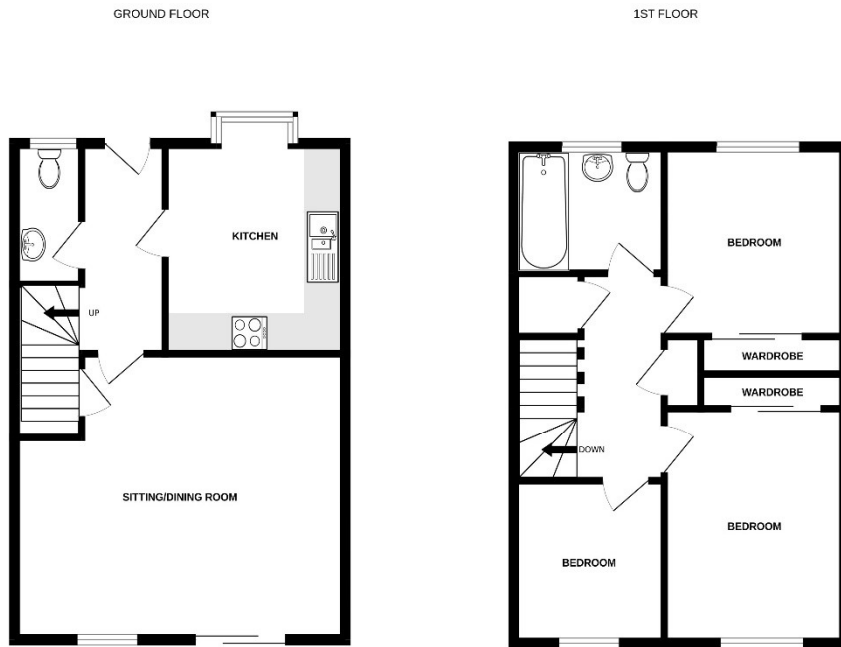 GROUND FLOOR
1ST FLOOR
KITCHEN
UP
SITTING/DINING ROOM
BEDROOM
WARDROBE
WARDROBE
DOWN
BEDROOM
BEDROOM